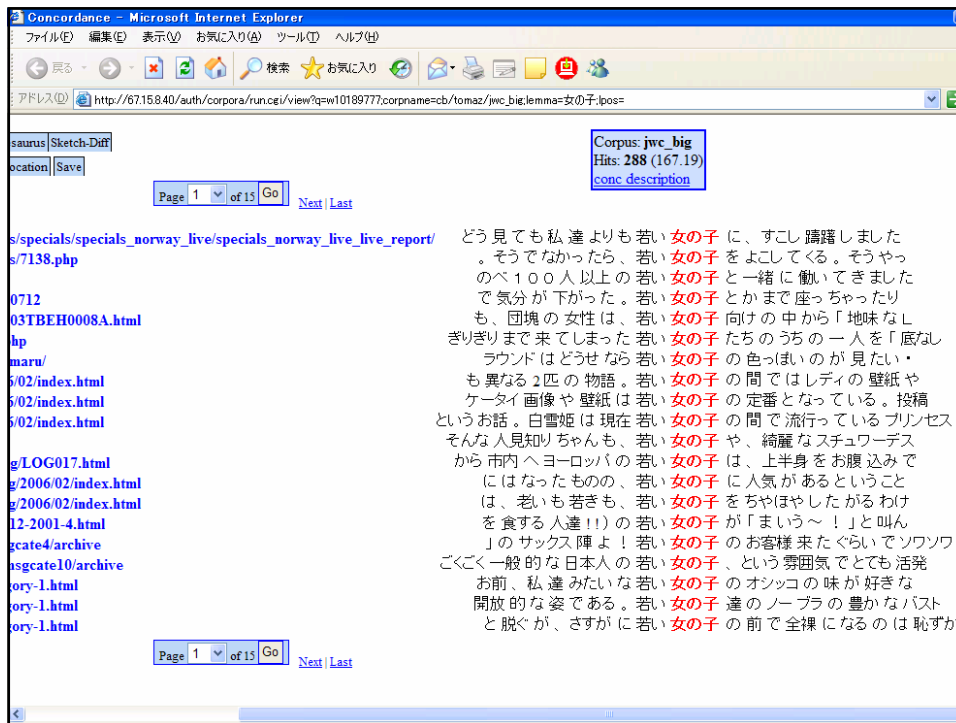 Concordance - Microsoft Internet Explorer
ファイル(F) 編集(E) 表示(V) お気に入り(A) ツール(T) ヘルプ(H)
戻る 検索 お気に入り
アドレス(D) http://67.15.8.40/auth/corpora/run.cgi/view?q=w10189777;corpname=cb/tomaz/jwc_big;lemma=女の子;lpos=
saurus Sketch-Diff
ocation Save
Corpus: jwc_big
Hits: 288 (167.19)
conc description
Page 1 of 15 Go Next | Last
s/specials/specials_norway_live/specials_norway_live_live_report/ どう見ても私達よりも若い 女の子 に、すこし躊躇しました
s/7138.php 。そうでなかったら、若い 女の子 をよこしてくる。そうやっ
のべ100人以上の若い 女の子 と一緒に働いてきました
0712 で気分が下がった。若い 女の子 とかまで座っちゃったり
03TBEH0008A.html も、団塊の女性は、若い 女の子 向けの中から「地味なし
hp ぎりぎりまで来てしまった若い 女の子 たちのうちの一人を「底なし
maru/ ラウンドはどうせなら若い 女の子 の色っぽいのが見たい・
5/02/index.html も異なる2匹の物語。若い 女の子 の間ではレディの壁紙や
5/02/index.html ケータイ画像や壁紙は若い 女の子 の定番となっている。投稿
5/02/index.html というお話。白雪姫は現在若い 女の子 の間で流行っているプリンセス
そんな人見知りちゃんも、若い 女の子 や、綺麗なスチュワーデス
g/LOG017.html から市内へヨーロッパの若い 女の子 は、上半身をお腹込みで
g/2006/02/index.html にはなったものの、若い 女の子 に人気があるということ
g/2006/02/index.html は、老いも若きも、若い 女の子 をちやほやしたがるわけ
12-2001-4.html を食する人達!!)の若い 女の子 が「まいう～!」と叫ん
gcate4/archive 」のサックス陣よ!若い 女の子 のお客様来たぐらいでソワソワ
nsgcate10/archive ごくごく一般的な日本人の若い 女の子 、という雰囲気でとても活発
gory-1.html お前、私達みたいな若い 女の子 のオシッコの味が好きな
gory-1.html 開放的な姿である。若い 女の子 達のノーブラの豊かなバスト
gory-1.html と脱ぐが、さすがに若い 女の子 の前で全裸になるのは恥ずか
Page 1 of 15 Go Next | Last